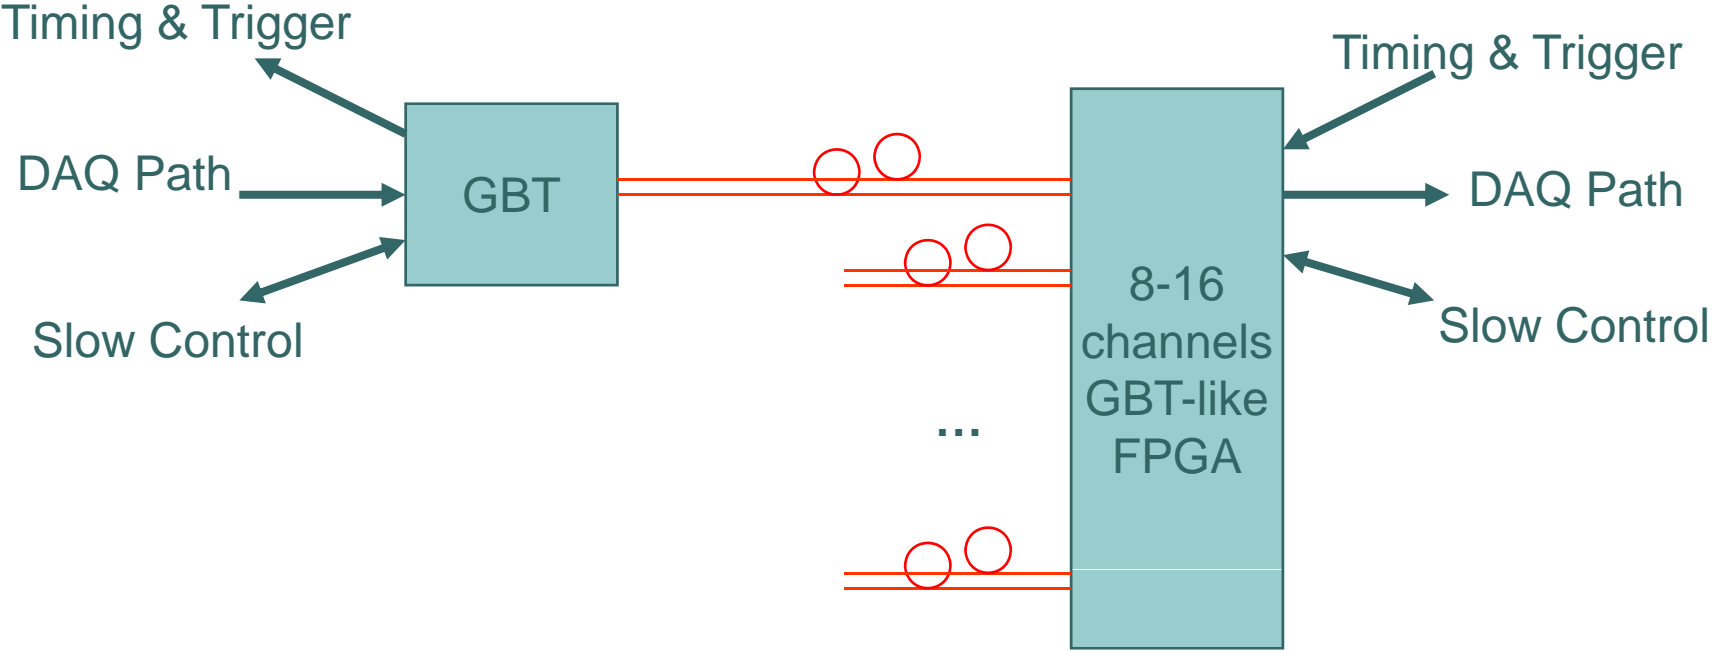 Timing & Trigger
DAQ Path
Slow Control
GBT
...
8-16
channels
GBT-like
FPGA
Timing & Trigger
DAQ Path
Slow Control